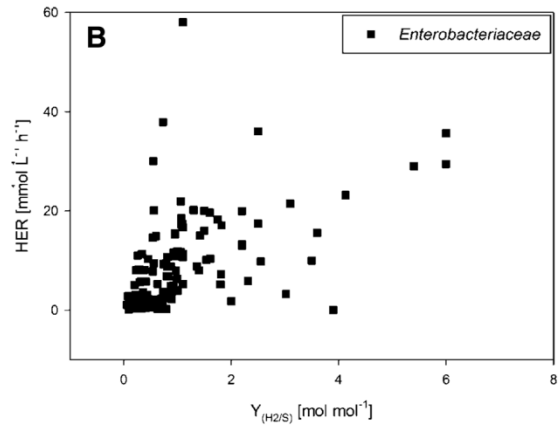 60
B
Enterobacteriaceae
40
HER [mmol L⁻¹ h⁻¹]
20
0
0 2 4 6 8
Y(H2/S) [mol mol⁻¹]